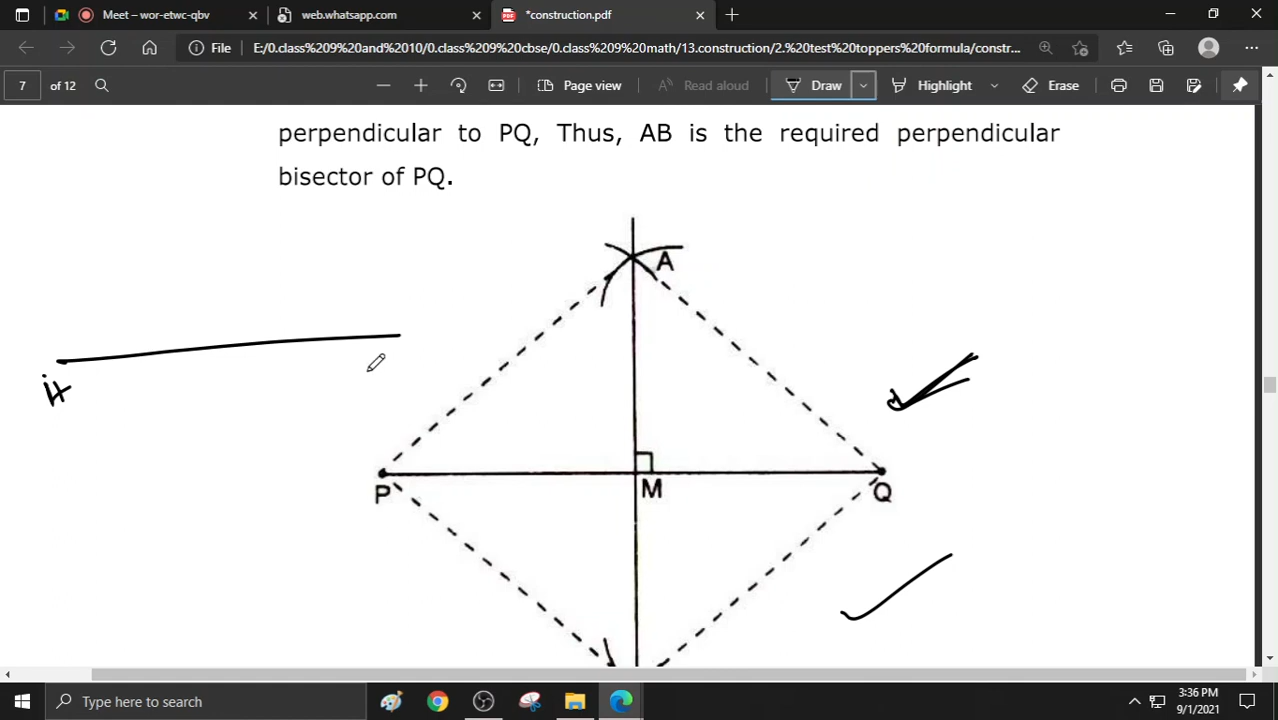 Meet – wor-etwc-qbv
web.whatsapp.com
*construction.pdf
File
E:/0.class%209%20and%2010/0.class%209%20cbse/0.class%209%20math/13.construction/2.%20test%20toppers%20formula/constr...
7 of 12
Page view
Read aloud
Draw
Highlight
Erase
perpendicular to PQ, Thus, AB is the required perpendicular
bisector of PQ.
A
P
M
Q
Type here to search
3:36 PM
9/1/2021